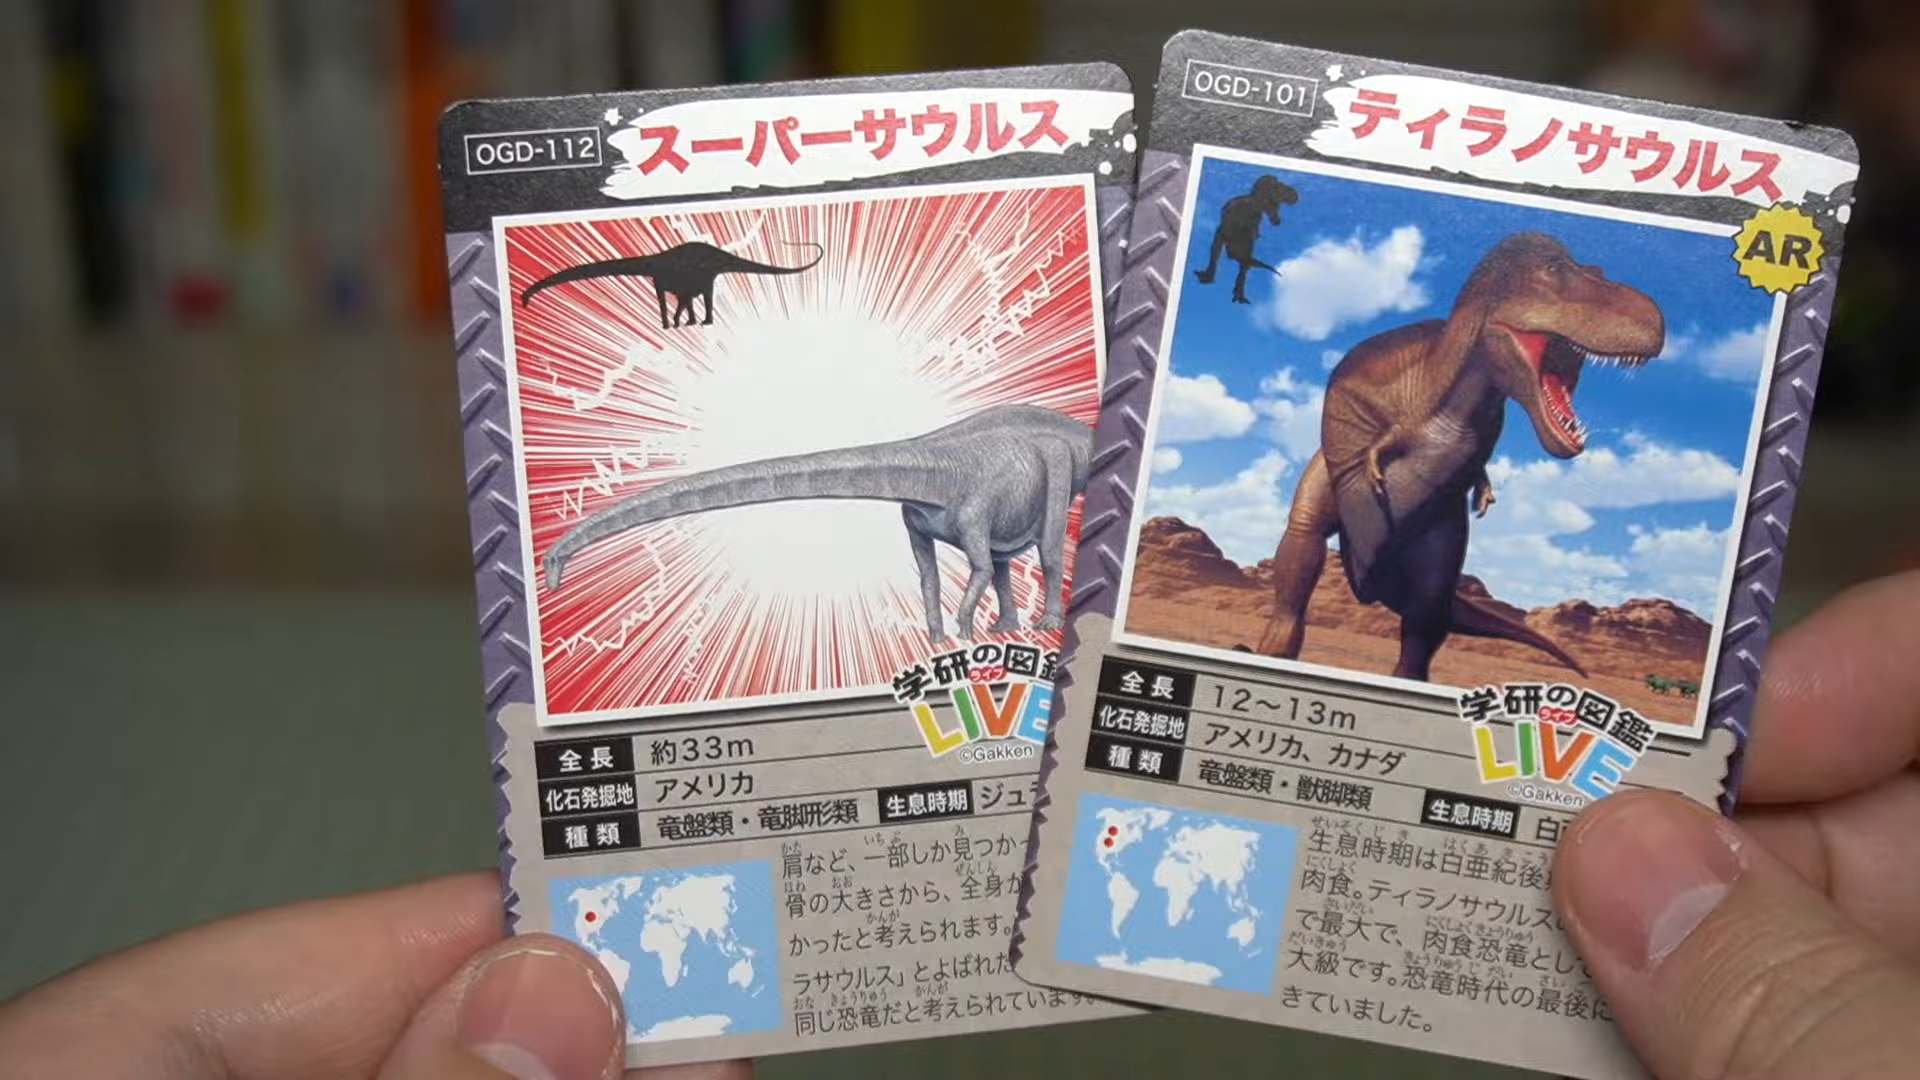 OGD-112
スーパーサウルス
学研の図鑑
ライブ
LIVE
©Gakken
全長 約33m
化石発掘地 アメリカ
種類 竜盤類・竜脚形類 生息時期 ジュ
肩など、一部しか見つかっ
骨の大きさから、全身が
かったと考えられます。
ラサウルス」とよばれた
同じ恐竜だと考えられています。
OGD-101
ティラノサウルス
AR
学研の図鑑
ライブ
LIVE
©Gakken
全長 12〜13m
化石発掘地 アメリカ、カナダ
種類 竜盤類・獣脚類 生息時期 白
生息時期は白亜紀後
肉食。ティラノサウルス
で最大で、肉食恐竜として
大級です。恐竜時代の最後に
きていました。